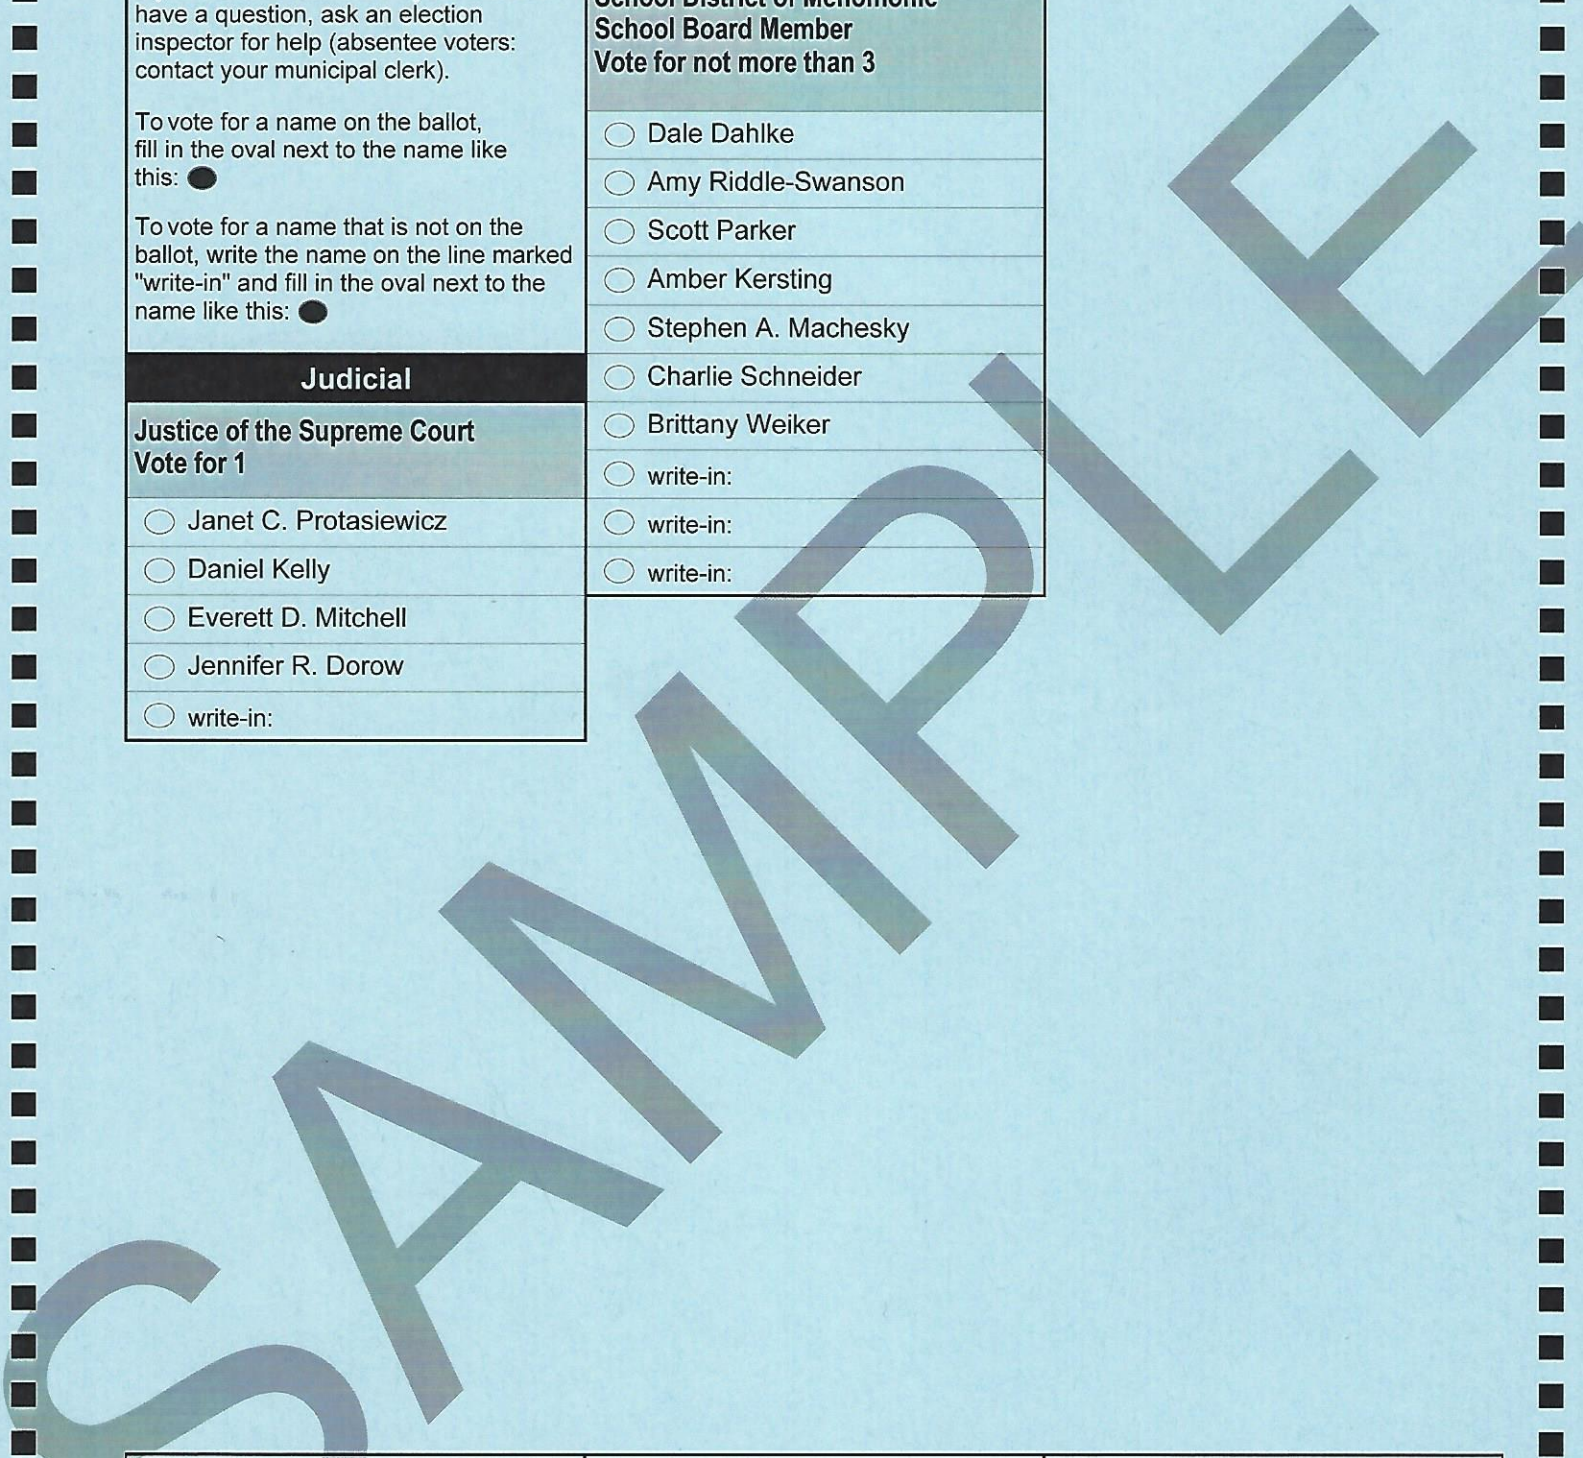 have a question, ask an election
inspector for help (absentee voters:
contact your municipal clerk).
To vote for a name on the ballot,
fill in the oval next to the name like
this:
To vote for a name that is not on the
ballot, write the name on the line marked
"write-in" and fill in the oval next to the
name like this:
Judicial
Justice of the Supreme Court
Vote for 1
Janet C. Protasiewicz
Daniel Kelly
Everett D. Mitchell
Jennifer R. Dorow
write-in:
School District of Menomonie
School Board Member
Vote for not more than 3
Dale Dahlke
Amy Riddle-Swanson
Scott Parker
Amber Kersting
Stephen A. Machesky
Charlie Schneider
Brittany Weiker
write-in:
write-in:
write-in:
SAMPLE